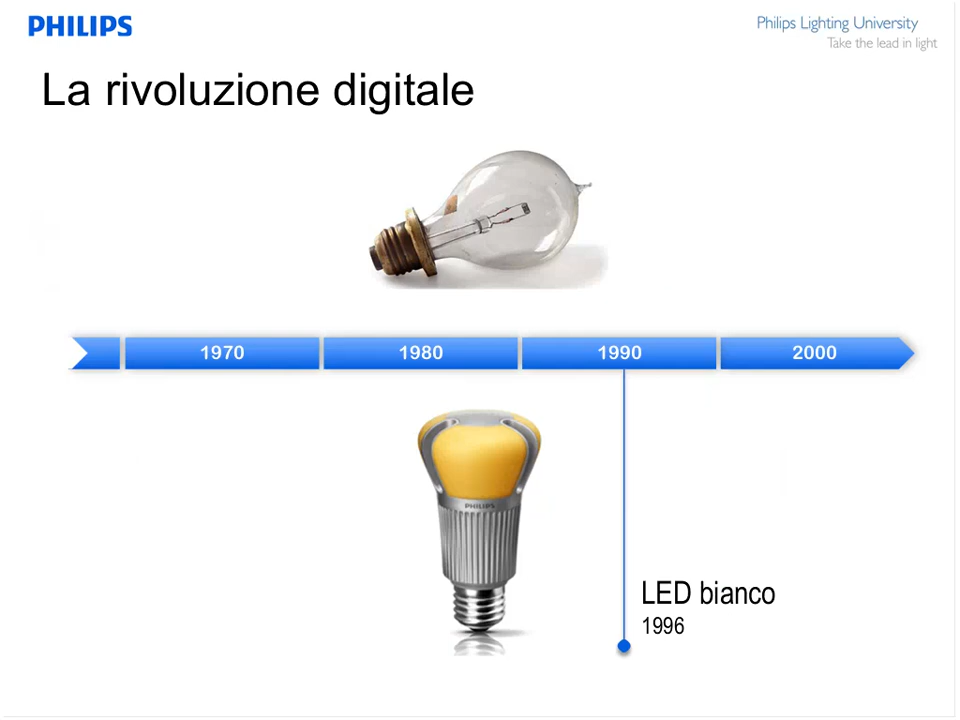 PHILIPS
Philips Lighting University
Take the lead in light
La rivoluzione digitale
1970 1980 1990 2000
PHILIPS
LED bianco
1996